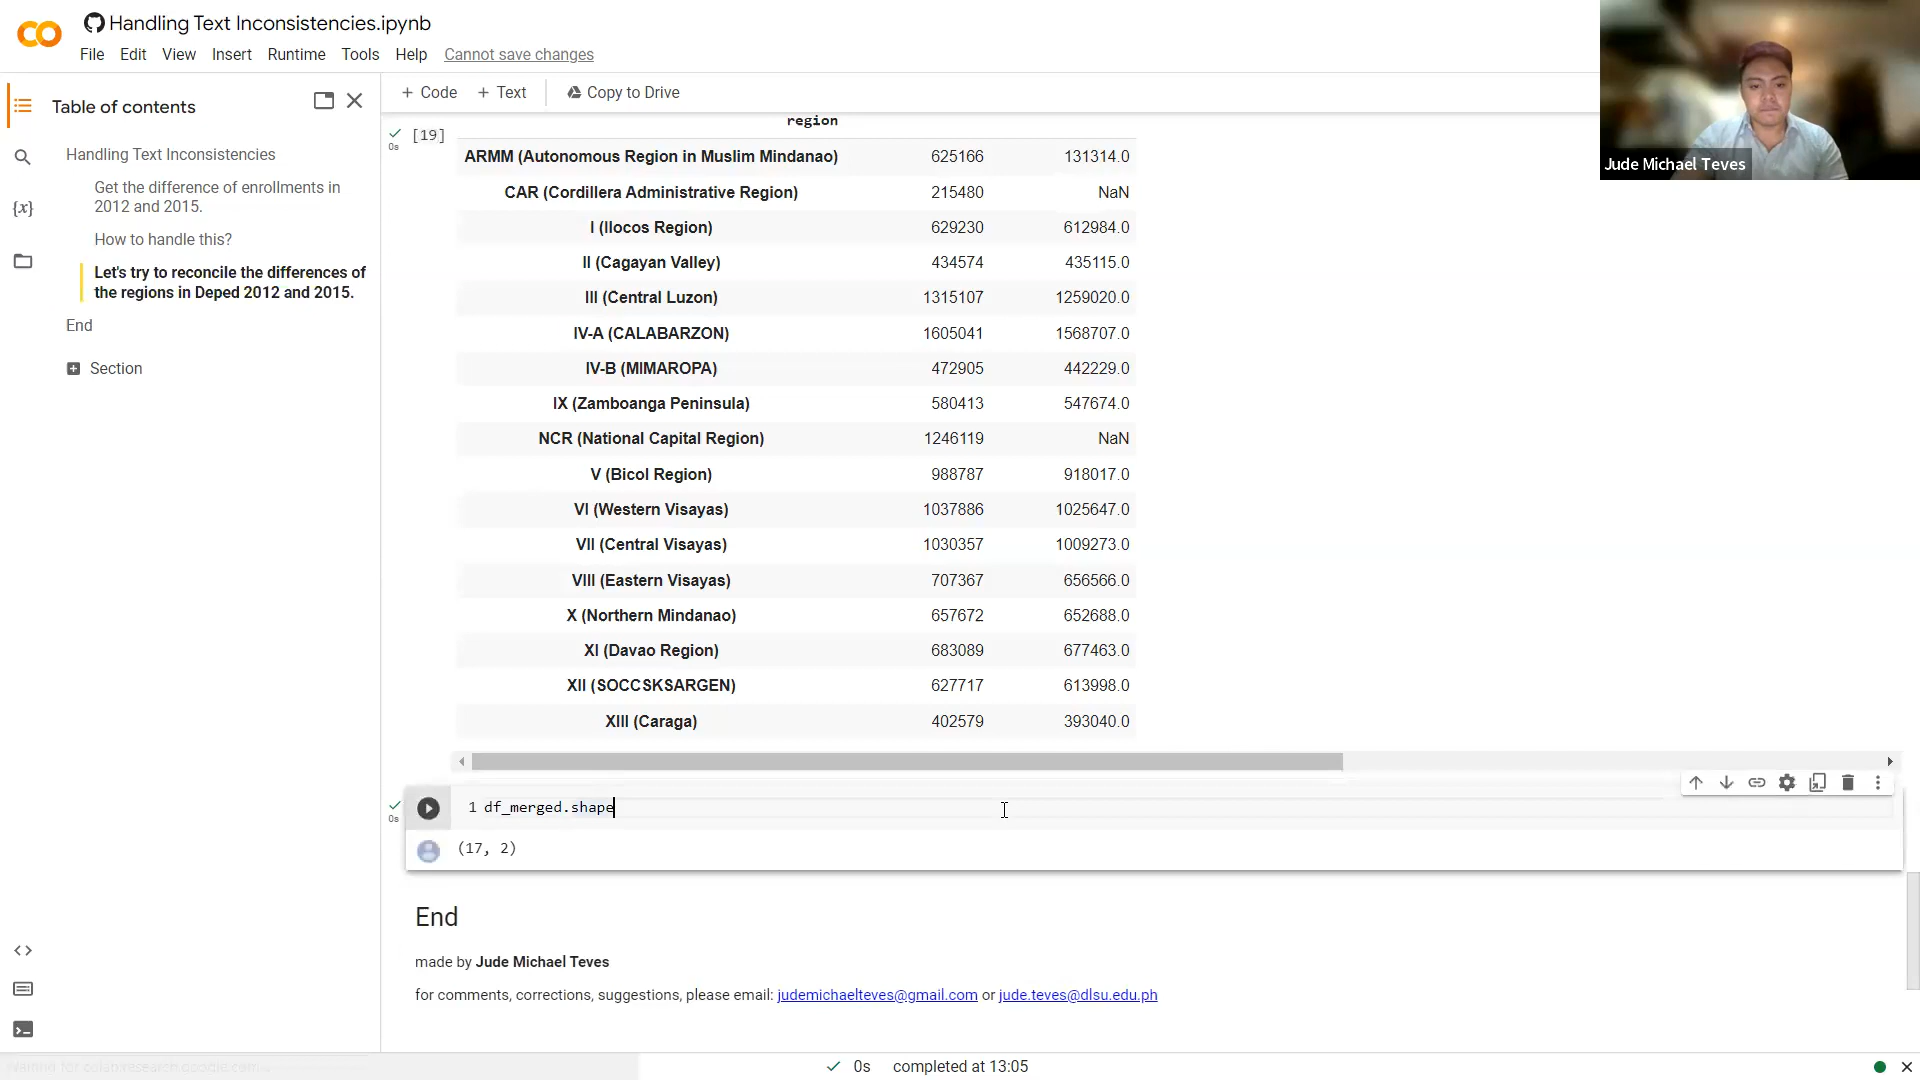 Handling Text Inconsistencies.ipynb
File Edit View Insert Runtime Tools Help Cannot save changes
Jude Michael Teves
Table of contents
Handling Text Inconsistencies
Get the difference of enrollments in
2012 and 2015.
How to handle this?
Let's try to reconcile the differences of
the regions in Deped 2012 and 2015.
End
Section
{x}
+ Code + Text Copy to Drive
region
[19]
0s
ARMM (Autonomous Region in Muslim Mindanao) 625166 131314.0
CAR (Cordillera Administrative Region) 215480 NaN
I (Ilocos Region) 629230 612984.0
II (Cagayan Valley) 434574 435115.0
III (Central Luzon) 1315107 1259020.0
IV-A (CALABARZON) 1605041 1568707.0
IV-B (MIMAROPA) 472905 442229.0
IX (Zamboanga Peninsula) 580413 547674.0
NCR (National Capital Region) 1246119 NaN
V (Bicol Region) 988787 918017.0
VI (Western Visayas) 1037886 1025647.0
VII (Central Visayas) 1030357 1009273.0
VIII (Eastern Visayas) 707367 656566.0
X (Northern Mindanao) 657672 652688.0
XI (Davao Region) 683089 677463.0
XII (SOCCSKSARGEN) 627717 613998.0
XIII (Caraga) 402579 393040.0
0s
1 df_merged.shape
(17, 2)
End
made by Jude Michael Teves
for comments, corrections, suggestions, please email: judemichaelteves@gmail.com or jude.teves@dlsu.edu.ph
Waiting for colab.research.google.com...
0s completed at 13:05